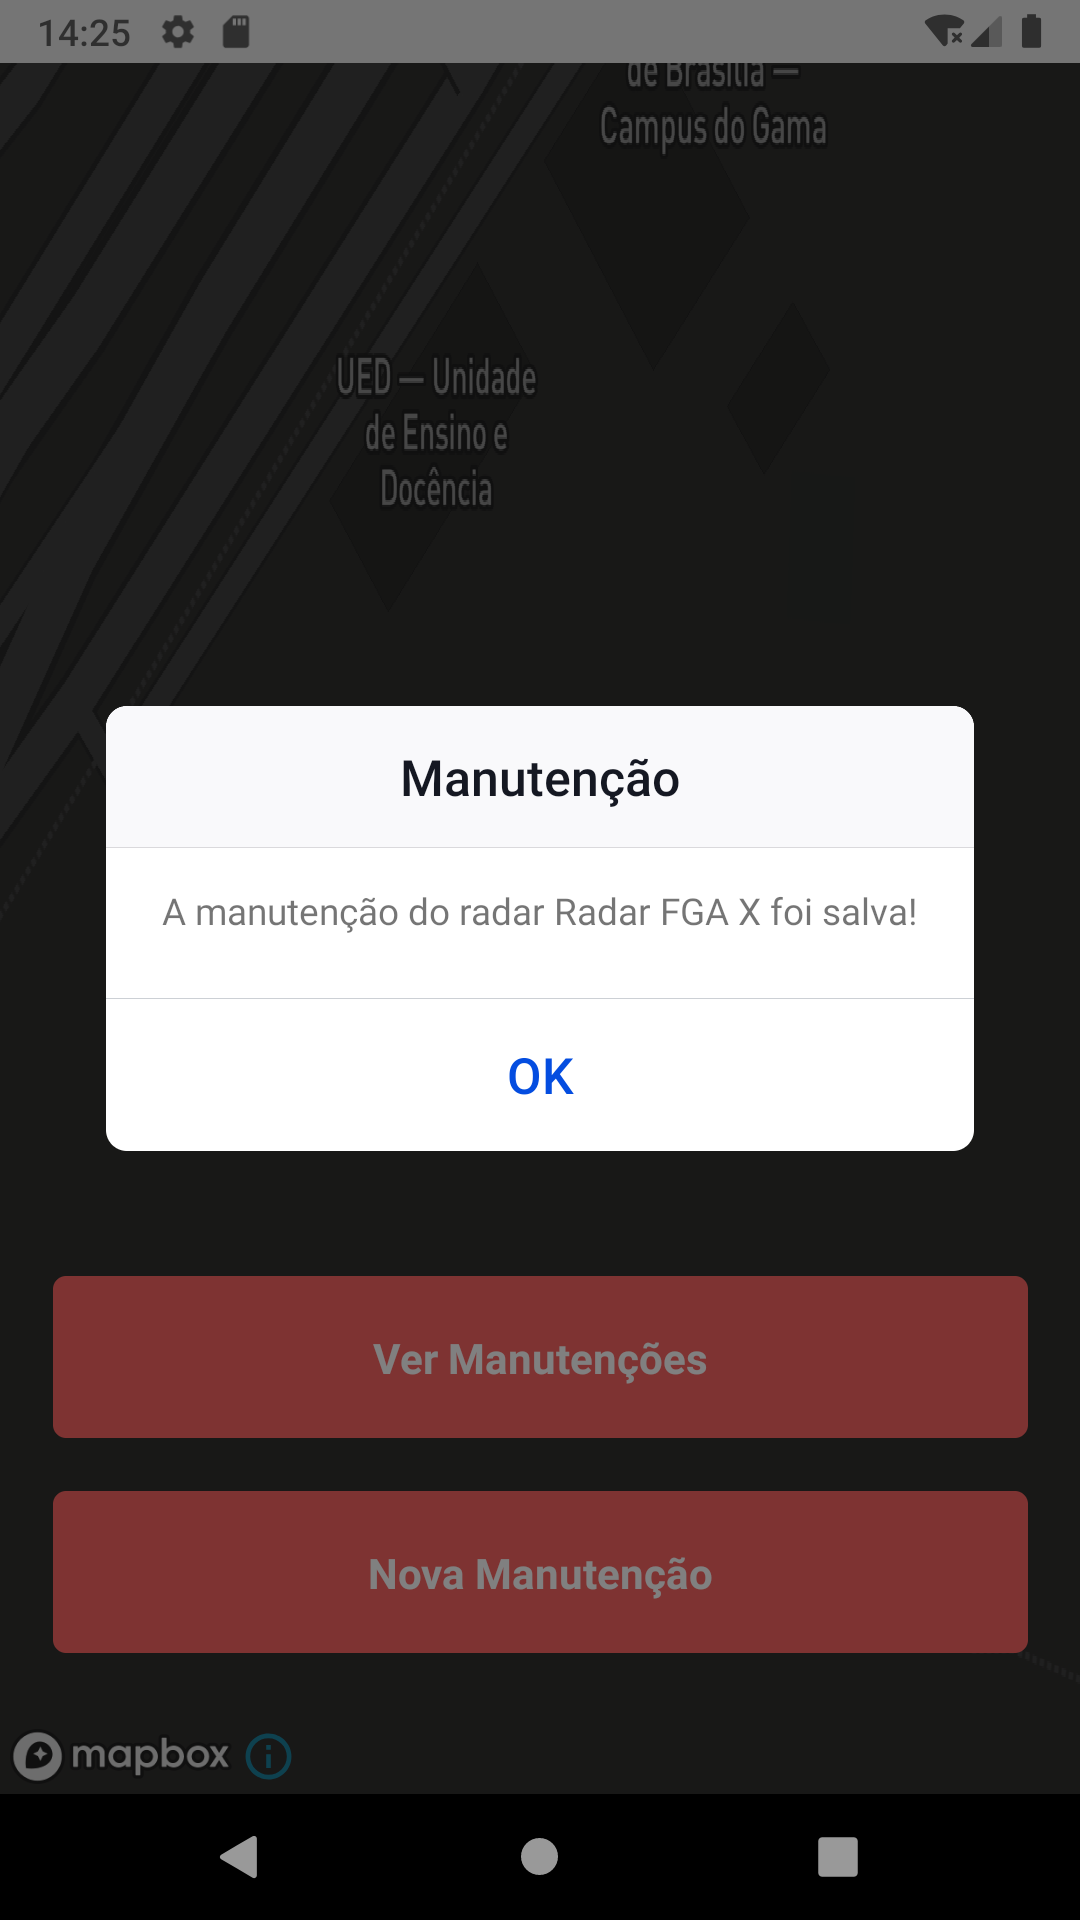 14:25
de Brasília —
Campus do Gama
UED — Unidade
de Ensino e
Docência
Manutenção
A manutenção do radar Radar FGA X foi salva!
OK
Ver Manutenções
Nova Manutenção
mapbox